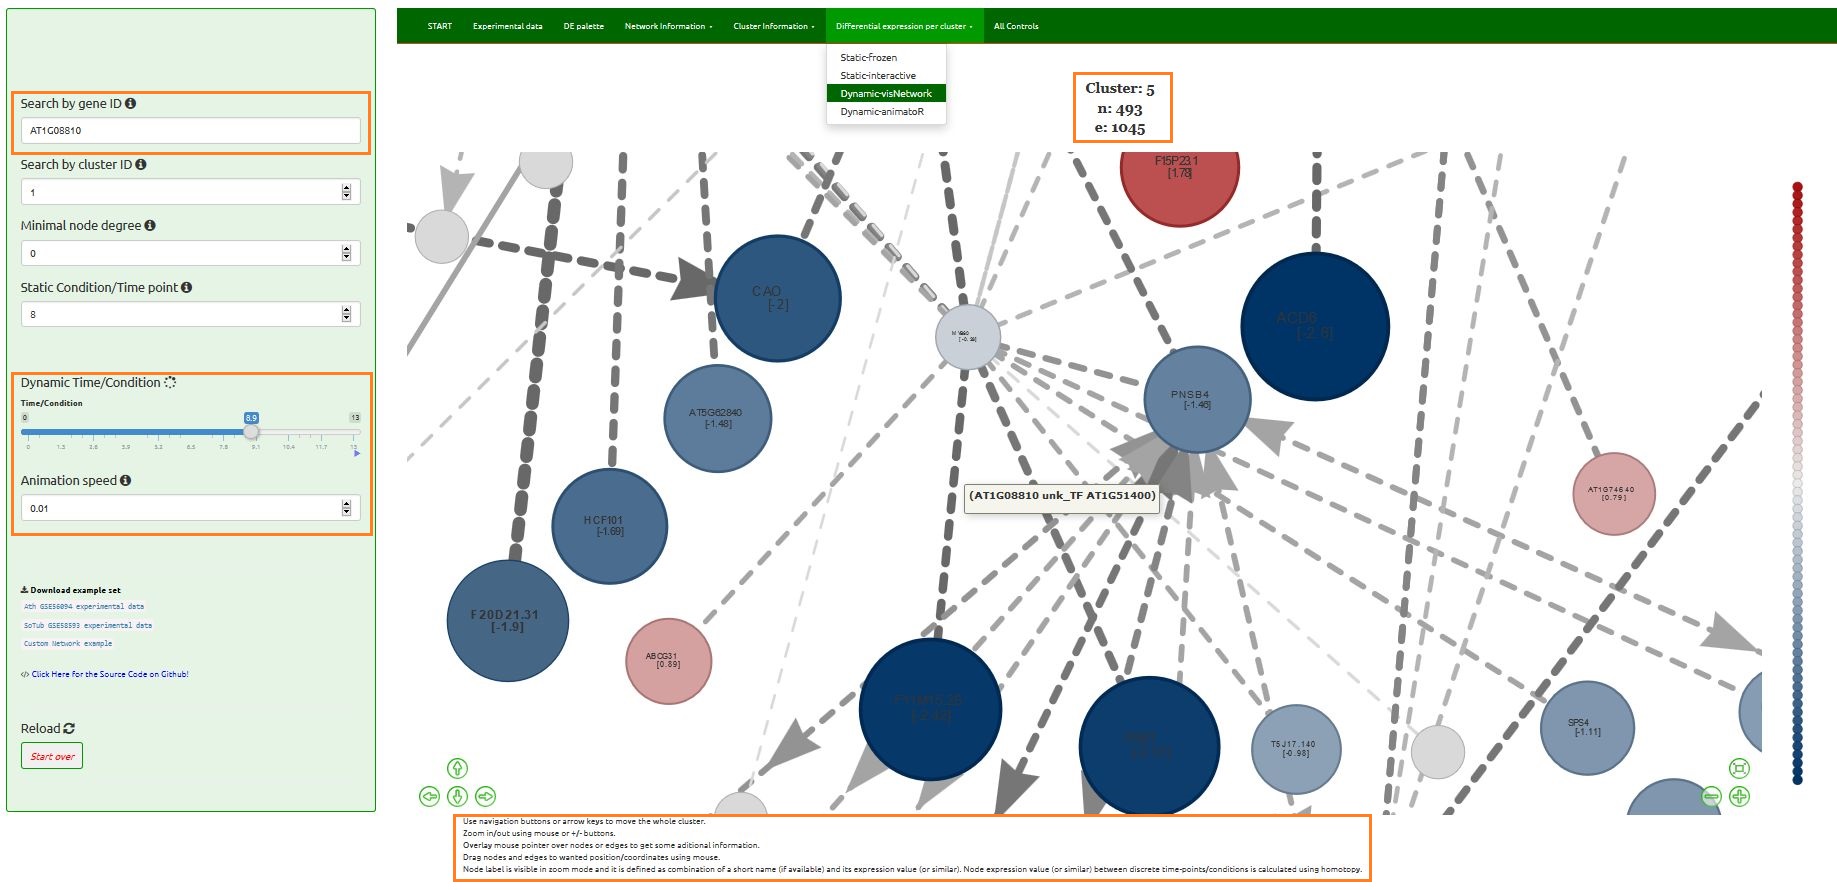 START Experimental data DE palette Network Information Cluster Information Differential expression per cluster All Controls
Static-frozen
Static-interactive
Dynamic-visNetwork
Dynamic-animatoR
Search by gene ID
AT1G08810
Search by cluster ID
1
Minimal node degree
0
Static Condition/Time point
8
Dynamic Time/Condition
Time/Condition
0 8.9 13
0 1.3 2.6 3.9 5.2 6.5 7.8 9.1 10.4 11.7 13
Animation speed
0.01
Download example set
Ath GSE56094 experimental data
SoTub GSE58593 experimental data
Custom Network example
</> Click Here for the Source Code on Github!
Reload
Start over
Cluster: 5
n: 493
e: 1045
F15P23.1
[1.78]
CAO
[-2]
ACD6
PNSB4
[-1.46]
AT5G62840
[-1.48]
(AT1G08810 unk_TF AT1G51400)
AT1G74640
[0.79]
HCF101
[-1.69]
F20D21.31
[-1.9]
ABCG31
[0.89]
[-2.42]
T5J17.140
[-0.98]
SPS4
[-1.11]
Use navigation buttons or arrow keys to move the whole cluster.
Zoom in/out using mouse or +/- buttons.
Overlay mouse pointer over nodes or edges to get some aditional information.
Drag nodes and edges to wanted position/coordinates using mouse.
Node label is visible in zoom mode and it is defined as combination of a short name (if available) and its expression value (or similar). Node expression value (or similar) between discrete time-points/conditions is calculated using homotopy.